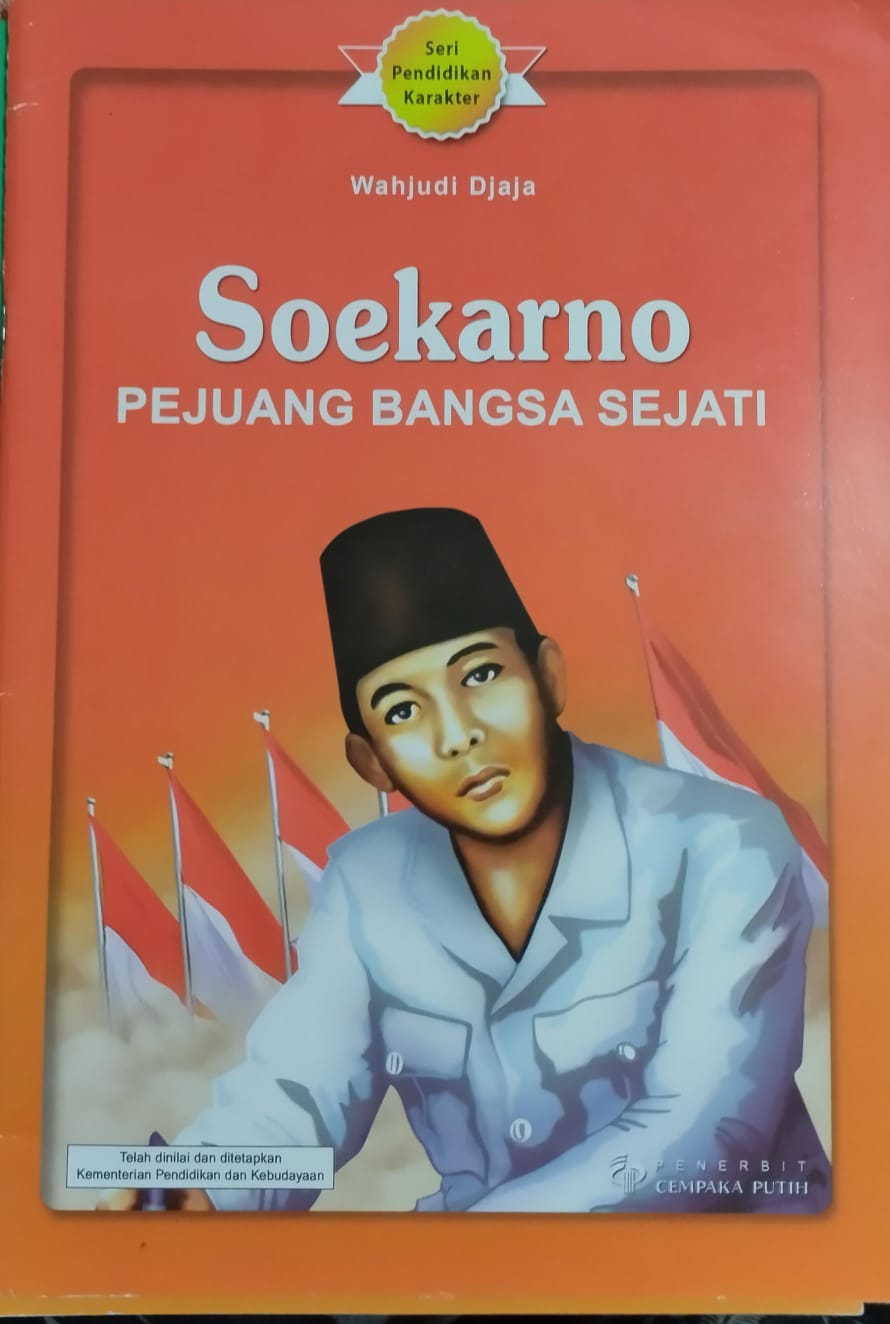 Seri
Pendidikan
Karakter
Wahjudi Djaja
Soekarno
PEJUANG BANGSA SEJATI
Telah dinilai dan ditetapkan
Kementerian Pendidikan dan Kebudayaan
PENERBIT
CEMPAKA PUTIH